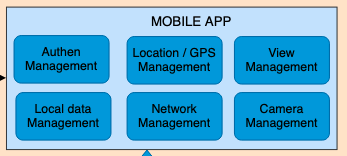 MOBILE APP
Authen
Management
Location / GPS
Management
View
Management
Local data
Management
Network
Management
Camera
Management